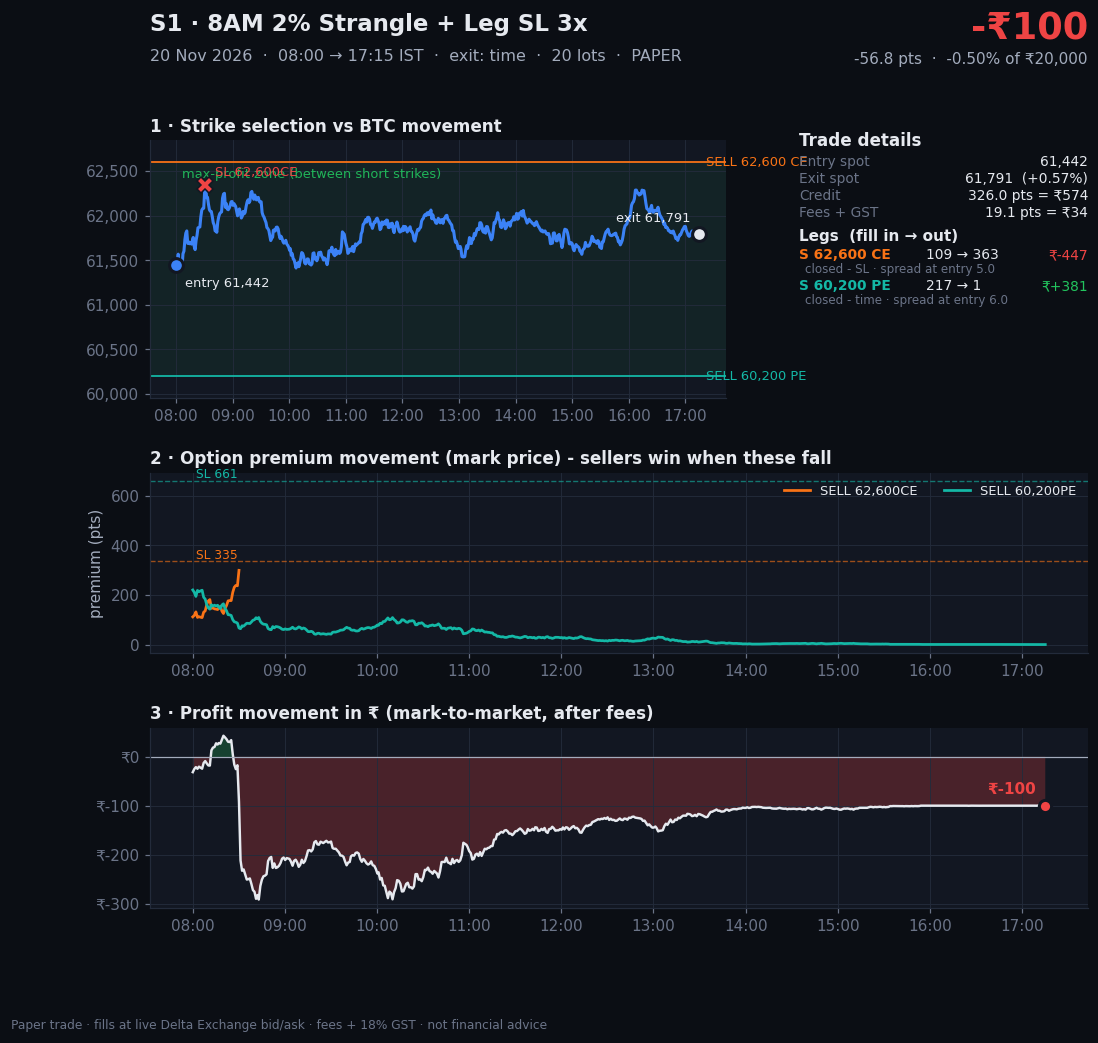 S1 · 8AM 2% Strangle + Leg SL 3x
-₹100
20 Nov 2026 · 08:00 → 17:15 IST · exit: time · 20 lots · PAPER
-56.8 pts · -0.50% of ₹20,000
1 · Strike selection vs BTC movement
62,500
62,000
61,500
61,000
60,500
60,000
SELL 62,600 CE
SL 62,600CE
max-profit zone (between short strikes)
exit 61,791
entry 61,442
SELL 60,200 PE
08:00 09:00 10:00 11:00 12:00 13:00 14:00 15:00 16:00 17:00
Trade details
Entry spot 61,442
Exit spot 61,791 (+0.57%)
Credit 326.0 pts = ₹574
Fees + GST 19.1 pts = ₹34
Legs (fill in → out)
S 62,600 CE 109 → 363 ₹-447
closed - SL · spread at entry 5.0
S 60,200 PE 217 → 1 ₹+381
closed - time · spread at entry 6.0
2 · Option premium movement (mark price) - sellers win when these fall
premium (pts)
600
400
200
0
SL 661
SELL 62,600CE SELL 60,200PE
SL 335
08:00 09:00 10:00 11:00 12:00 13:00 14:00 15:00 16:00 17:00
3 · Profit movement in ₹ (mark-to-market, after fees)
₹0
₹-100
₹-200
₹-300
₹-100
08:00 09:00 10:00 11:00 12:00 13:00 14:00 15:00 16:00 17:00
Paper trade · fills at live Delta Exchange bid/ask · fees + 18% GST · not financial advice